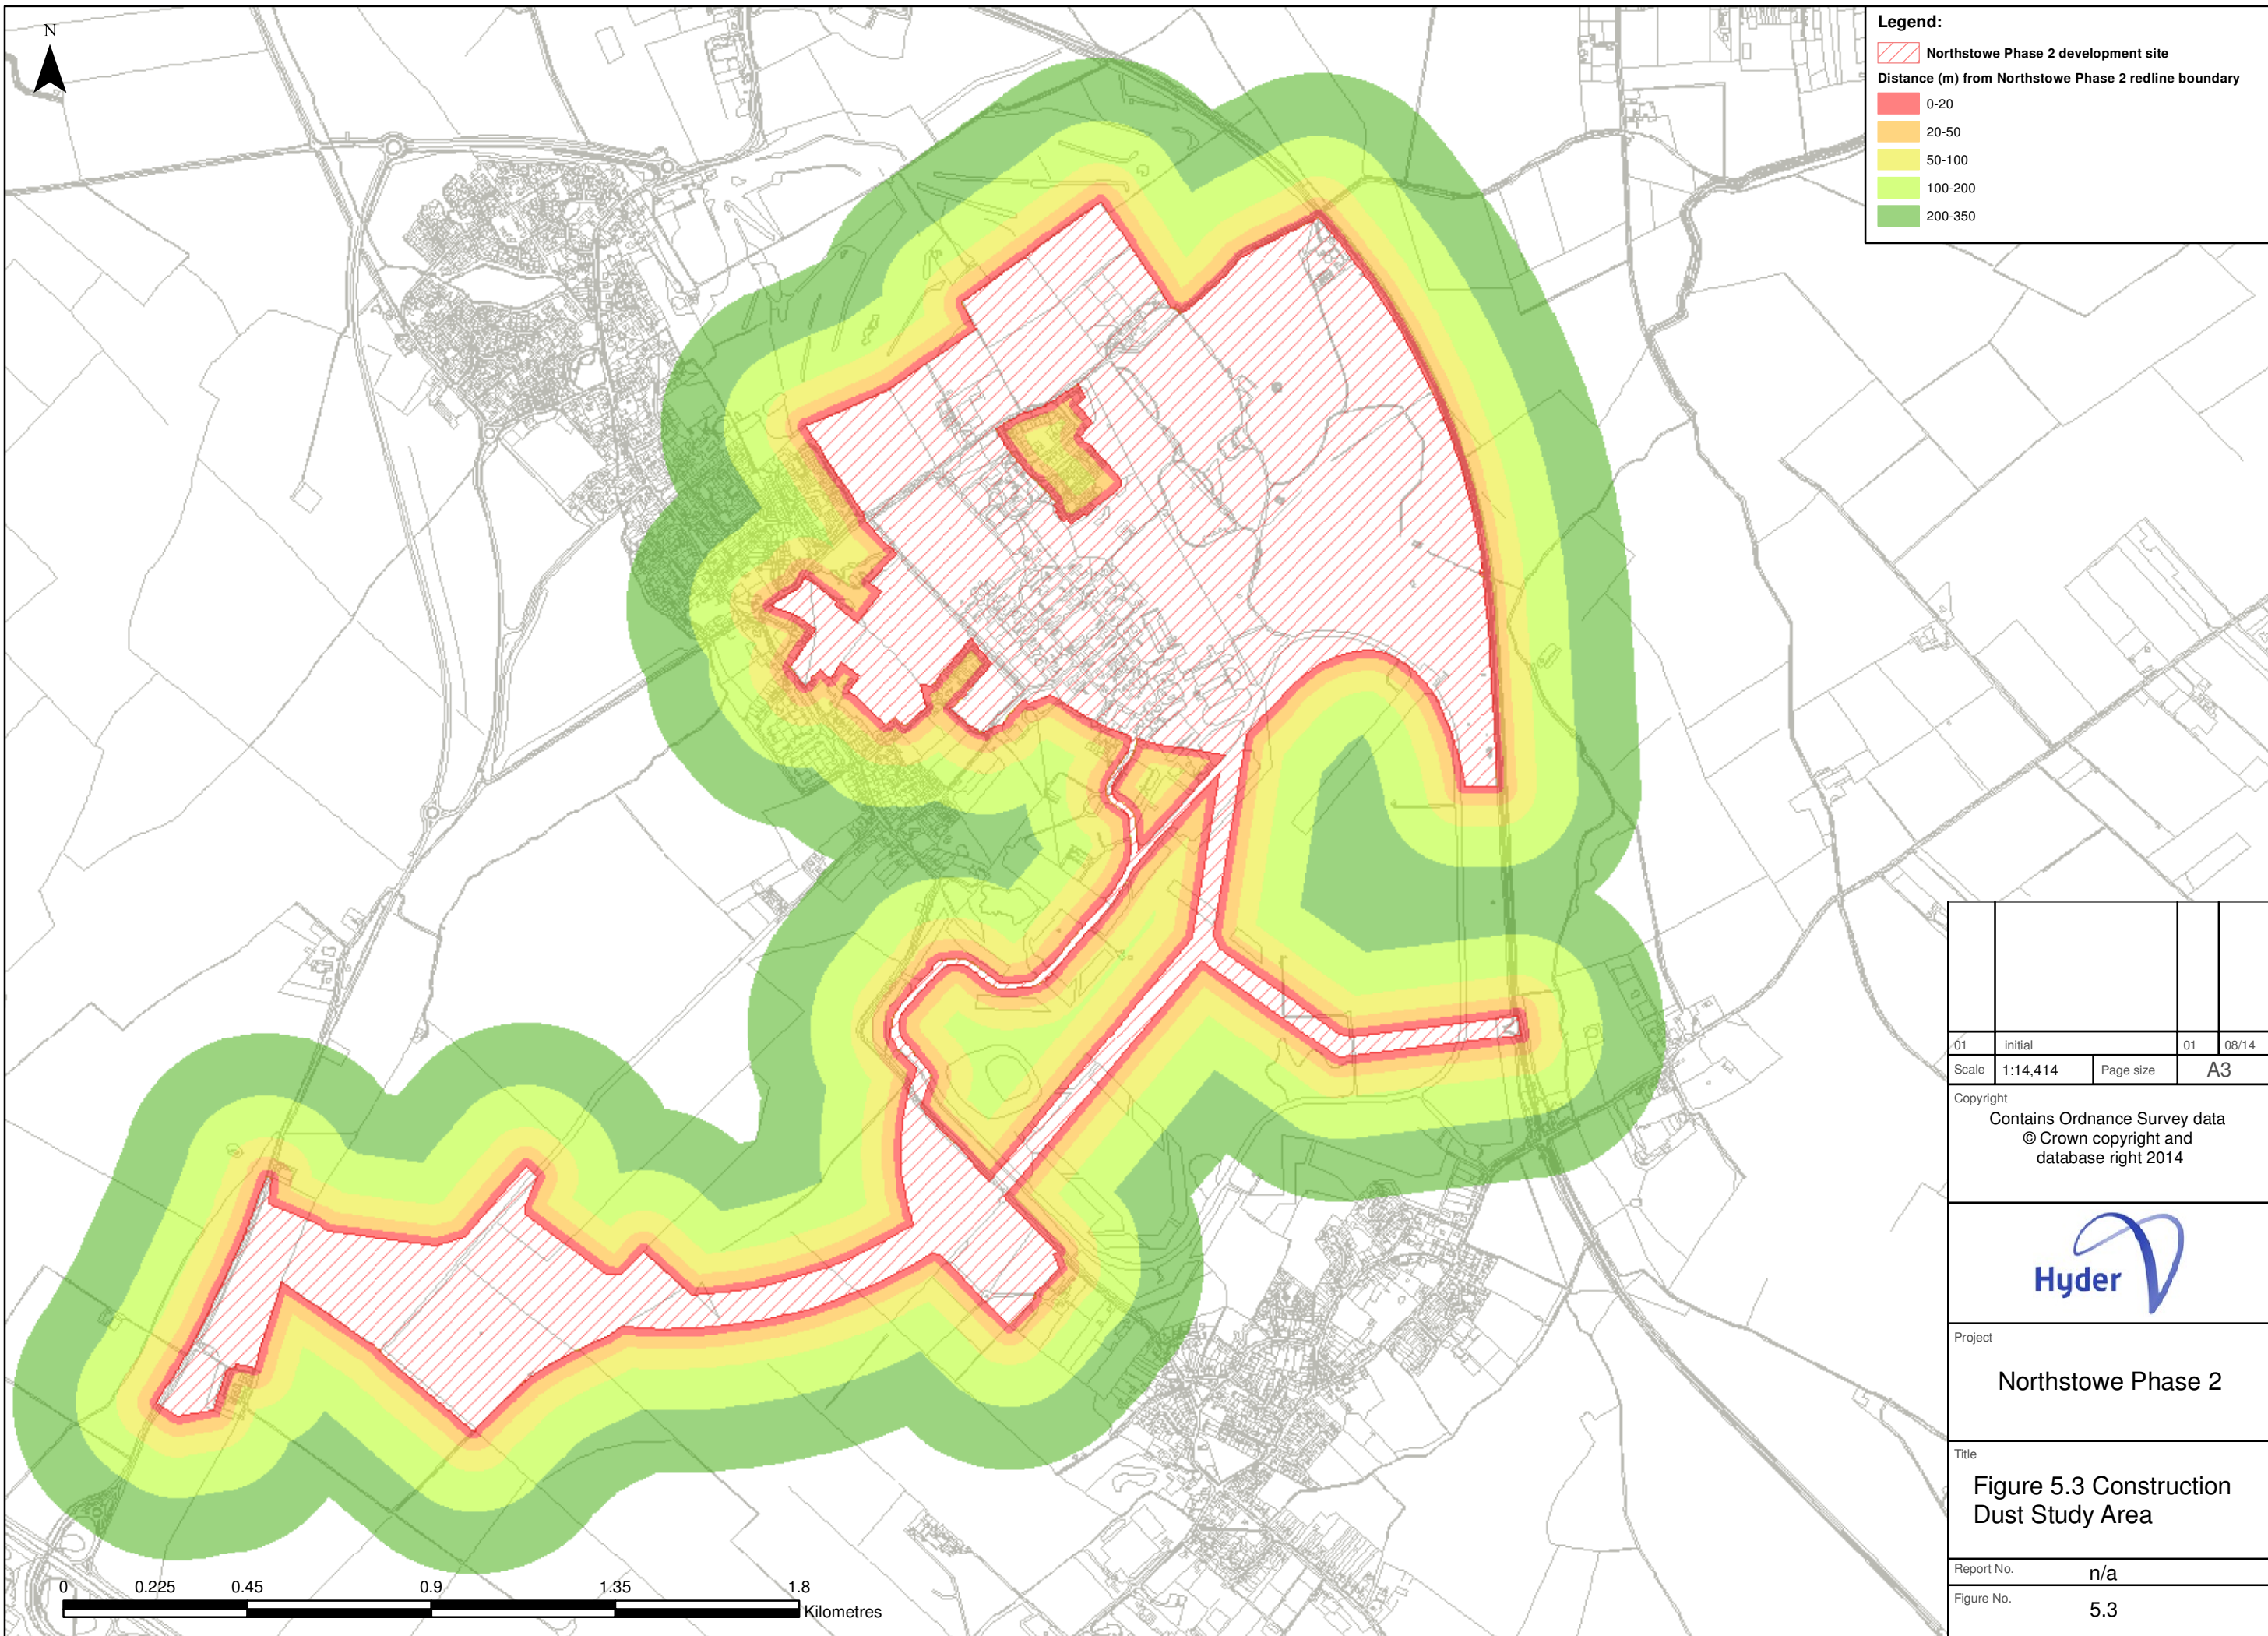 N
Legend:
Northstowe Phase 2 development site
Distance (m) from Northstowe Phase 2 redline boundary
0-20
20-50
50-100
100-200
200-350
01 initial 01 08/14
Scale 1:14,414 Page size A3
Copyright
Contains Ordnance Survey data
© Crown copyright and
database right 2014
Hyder
Project
Northstowe Phase 2
Title
Figure 5.3 Construction
Dust Study Area
Report No. n/a
Figure No. 5.3
0 0.225 0.45 0.9 1.35 1.8
Kilometres